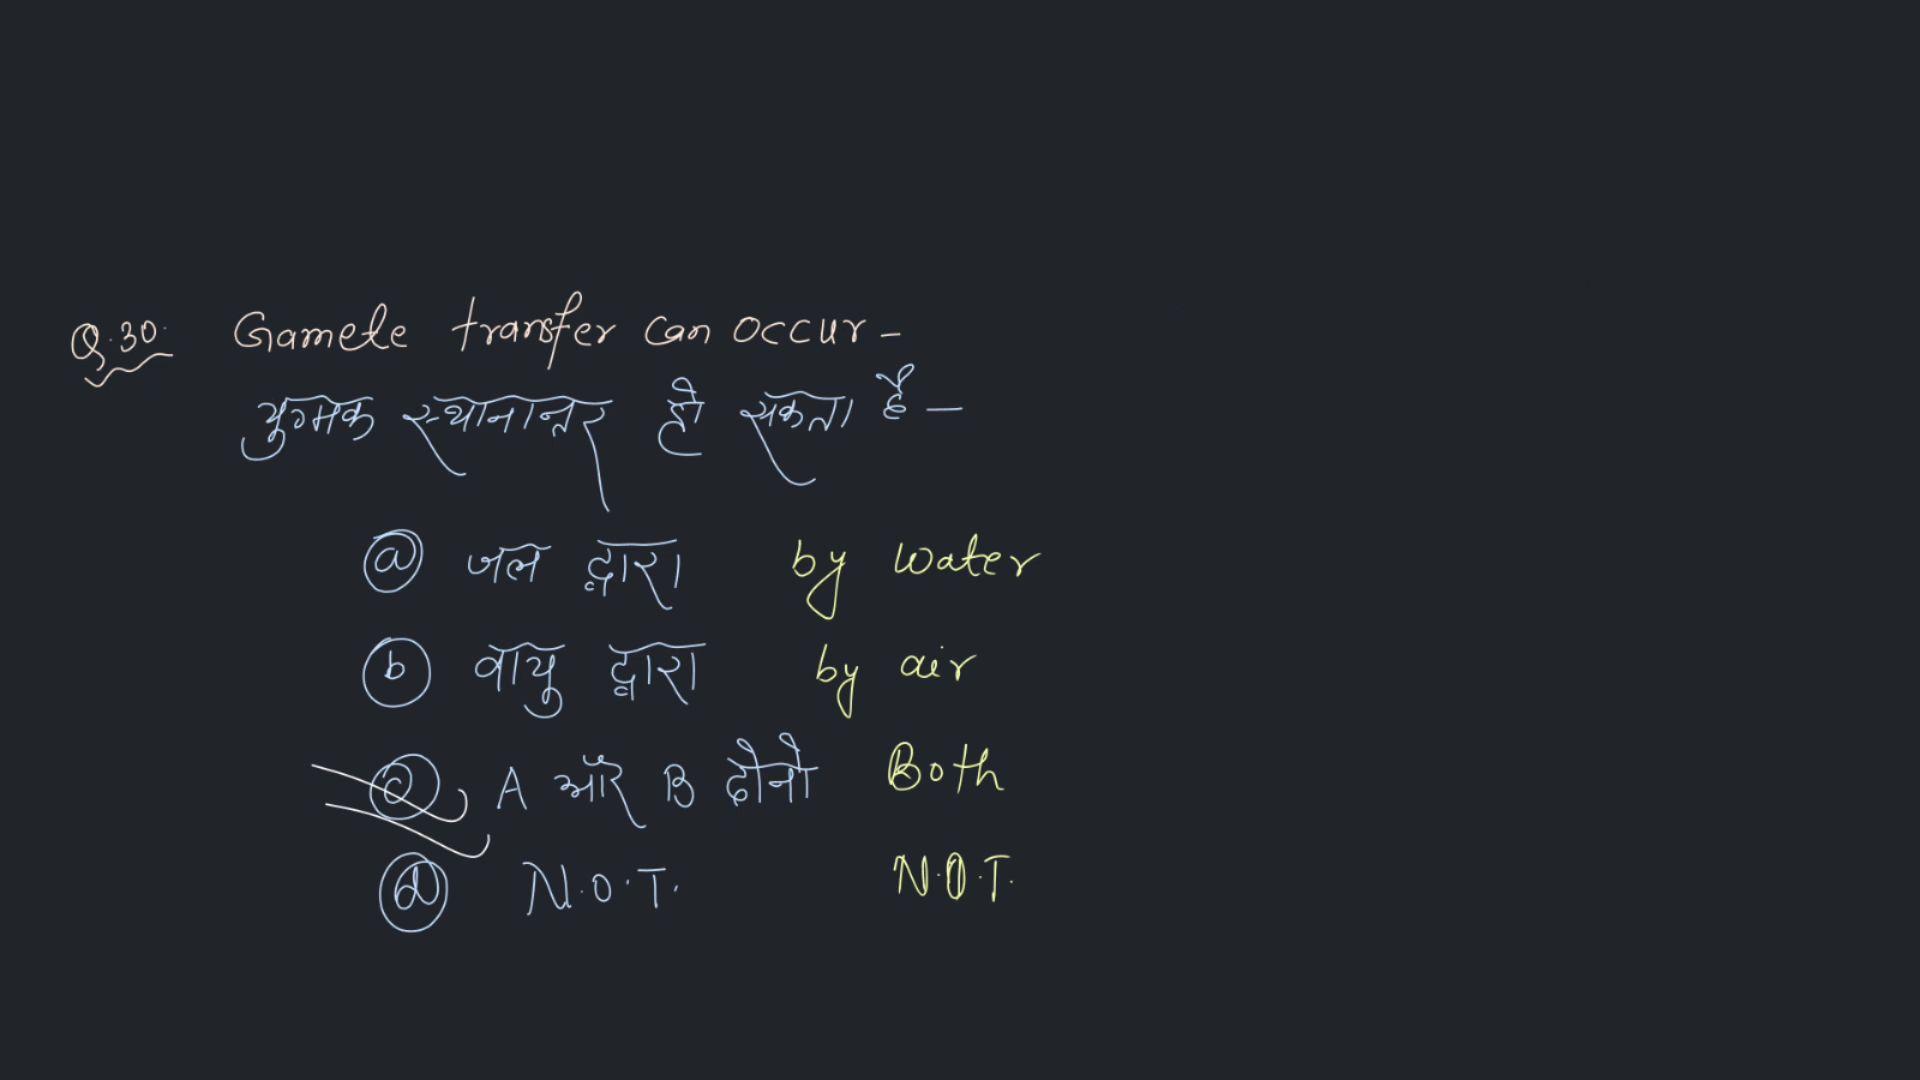 Q.30. Gamete transfer can occur -
युग्मक स्थानान्तर हो सकता है -
(a) जल द्वारा by water
(b) वायु द्वारा by air
(c) A और B दोनो Both
(d) N.O.T. N.O.T.